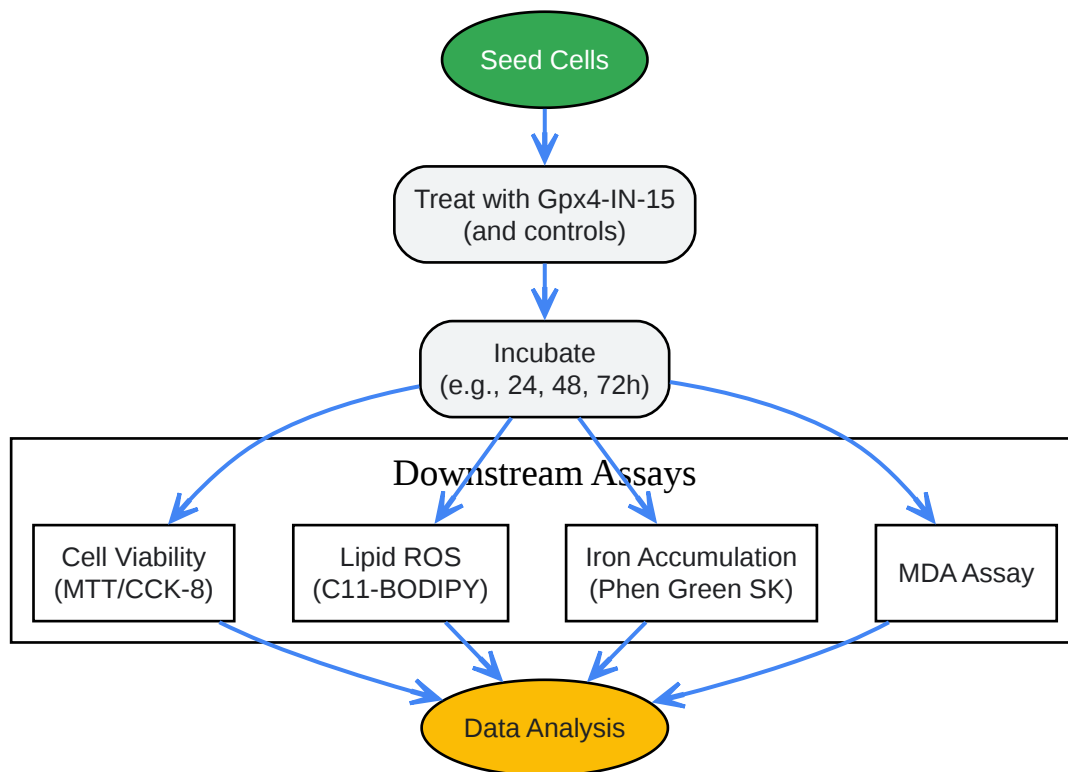 Seed Cells
Treat with Gpx4-IN-15
(and controls)
Incubate
(e.g., 24, 48, 72h)
Downstream Assays
Cell Viability
(MTT/CCK-8)
Lipid ROS
(C11-BODIPY)
Iron Accumulation
(Phen Green SK)
MDA Assay
Data Analysis